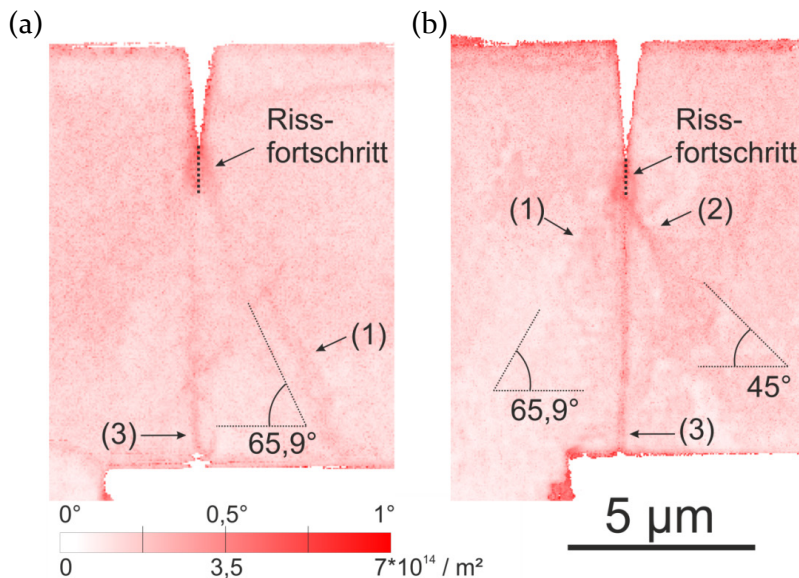 (a)
Riss-
fortschritt
(1)
(3)
65,9°
(b)
Riss-
fortschritt
(1)
(2)
65,9°
45°
(3)
0° 0,5° 1°
0 3,5 7*10¹⁴ / m²
5 µm